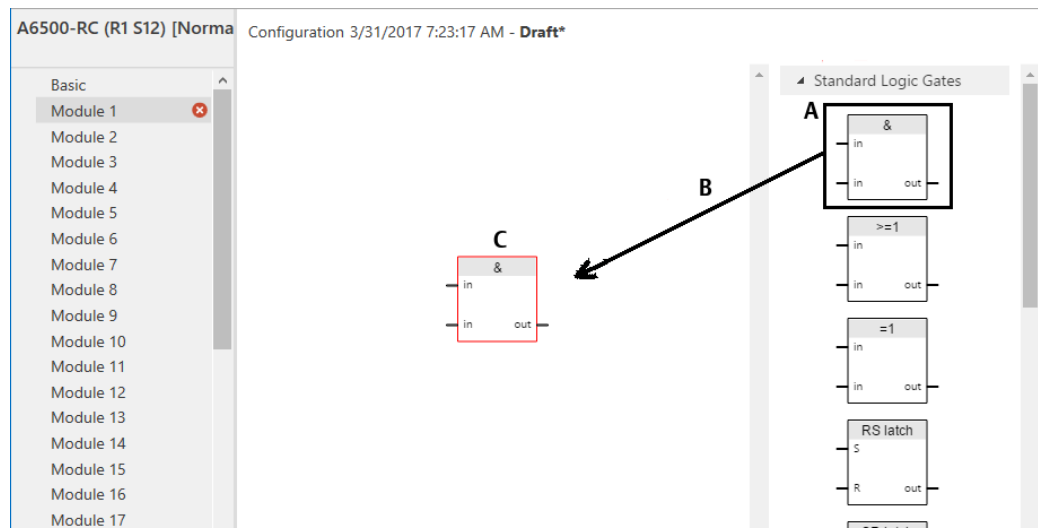 A6500-RC (R1 S12) [Norma
Configuration 3/31/2017 7:23:17 AM - Draft*
Basic
Module 1
Module 2
Module 3
Module 4
Module 5
Module 6
Module 7
Module 8
Module 9
Module 10
Module 11
Module 12
Module 13
Module 14
Module 15
Module 16
Module 17
B
C
&
in
in out
Standard Logic Gates
A
&
in
in out
>=1
in
in out
=1
in
in out
RS latch
S
R out